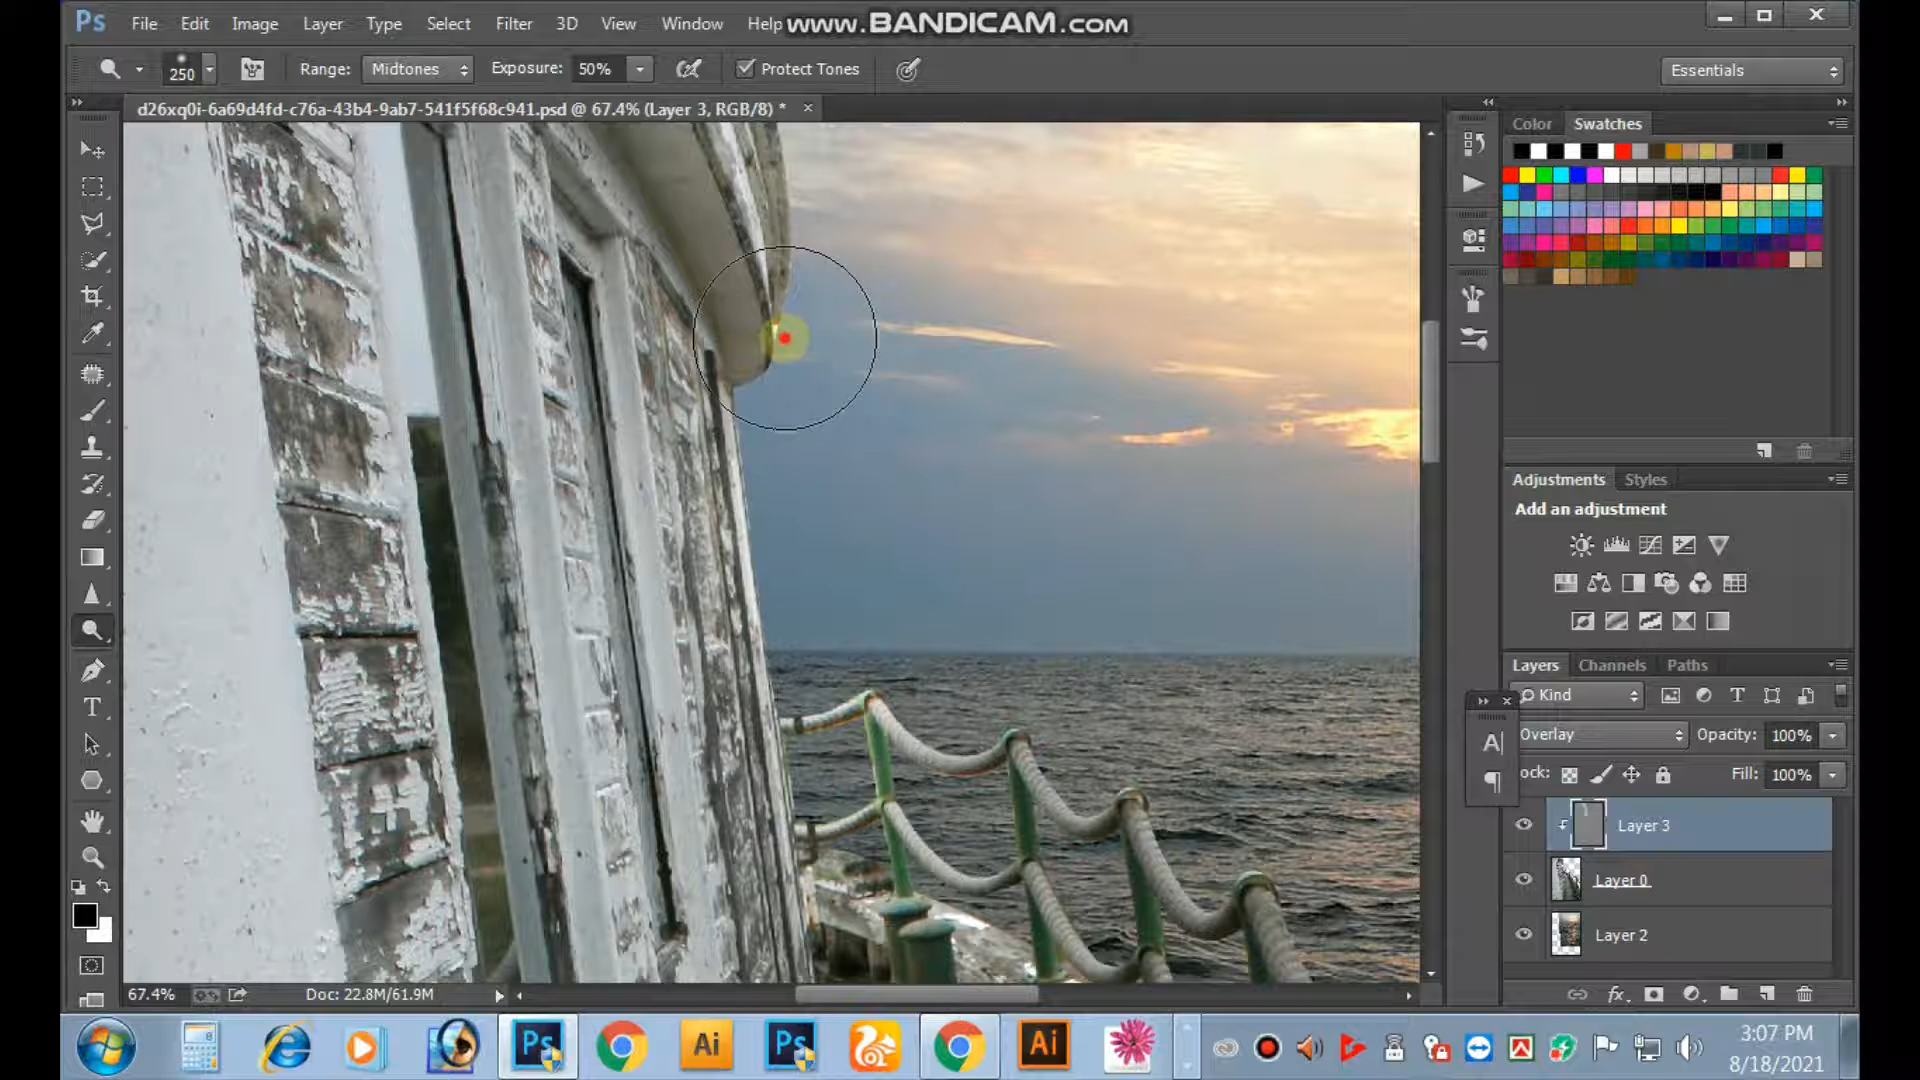 Ps File Edit Image Layer Type Select Filter 3D View Window Help
www.BANDICAM.com
250 Range: Midtones Exposure: 50% Protect Tones Essentials
d26xq0i-6a69d4fd-c76a-43b4-9ab7-541f5f68c941.psd @ 67.4% (Layer 3, RGB/8) *
Color Swatches
Adjustments Styles
Add an adjustment
Layers Channels Paths
Kind
Overlay Opacity: 100%
ock: Fill: 100%
Layer 3
Layer 0
Layer 2
67.4% Doc: 22.8M/61.9M
Ps Ai Ps Ai
3:07 PM
8/18/2021